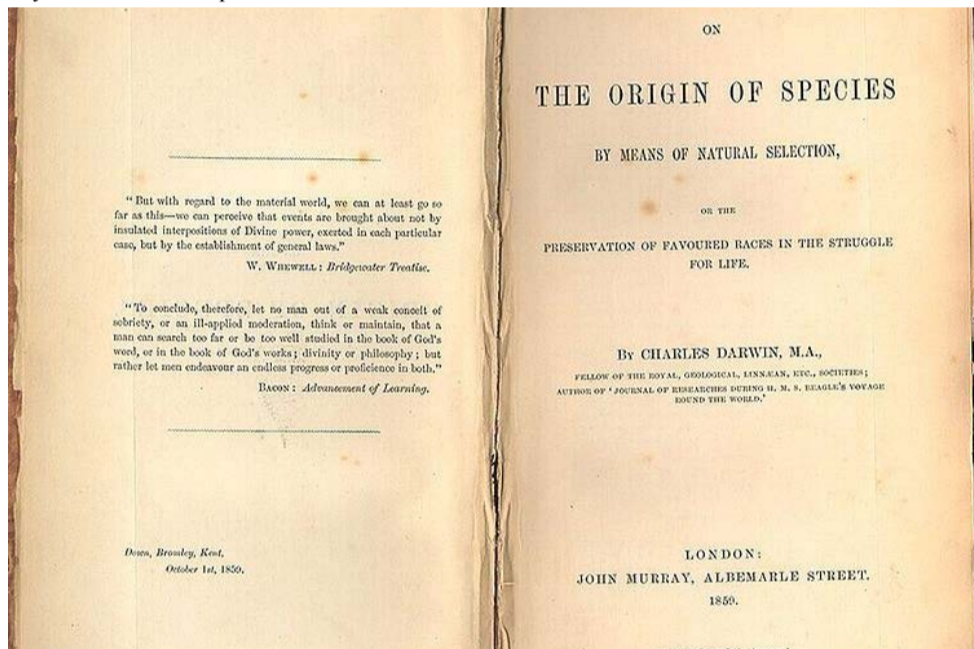 "But with regard to the material world, we can at least go so
far as this—we can perceive that events are brought about not by
insulated interpositions of Divine power, exerted in each particular
case, but by the establishment of general laws."
W. WHEWELL: Bridgewater Treatise.
"To conclude, therefore, let no man out of a weak conceit of
sobriety, or an ill-applied moderation, think or maintain, that a
man can search too far or be too well studied in the book of God's
word, or in the book of God's works; divinity or philosophy; but
rather let men endeavour an endless progress or proficience in both."
BACON: Advancement of Learning.
Down, Bromley, Kent,
October 1st, 1859.
ON
THE ORIGIN OF SPECIES
BY MEANS OF NATURAL SELECTION,
OR THE
PRESERVATION OF FAVOURED RACES IN THE STRUGGLE
FOR LIFE.
BY CHARLES DARWIN, M.A.,
FELLOW OF THE ROYAL, GEOLOGICAL, LINNÆAN, ETC., SOCIETIES;
AUTHOR OF 'JOURNAL OF RESEARCHES DURING H. M. S. BEAGLE'S VOYAGE
ROUND THE WORLD.'
LONDON:
JOHN MURRAY, ALBEMARLE STREET.
1859.